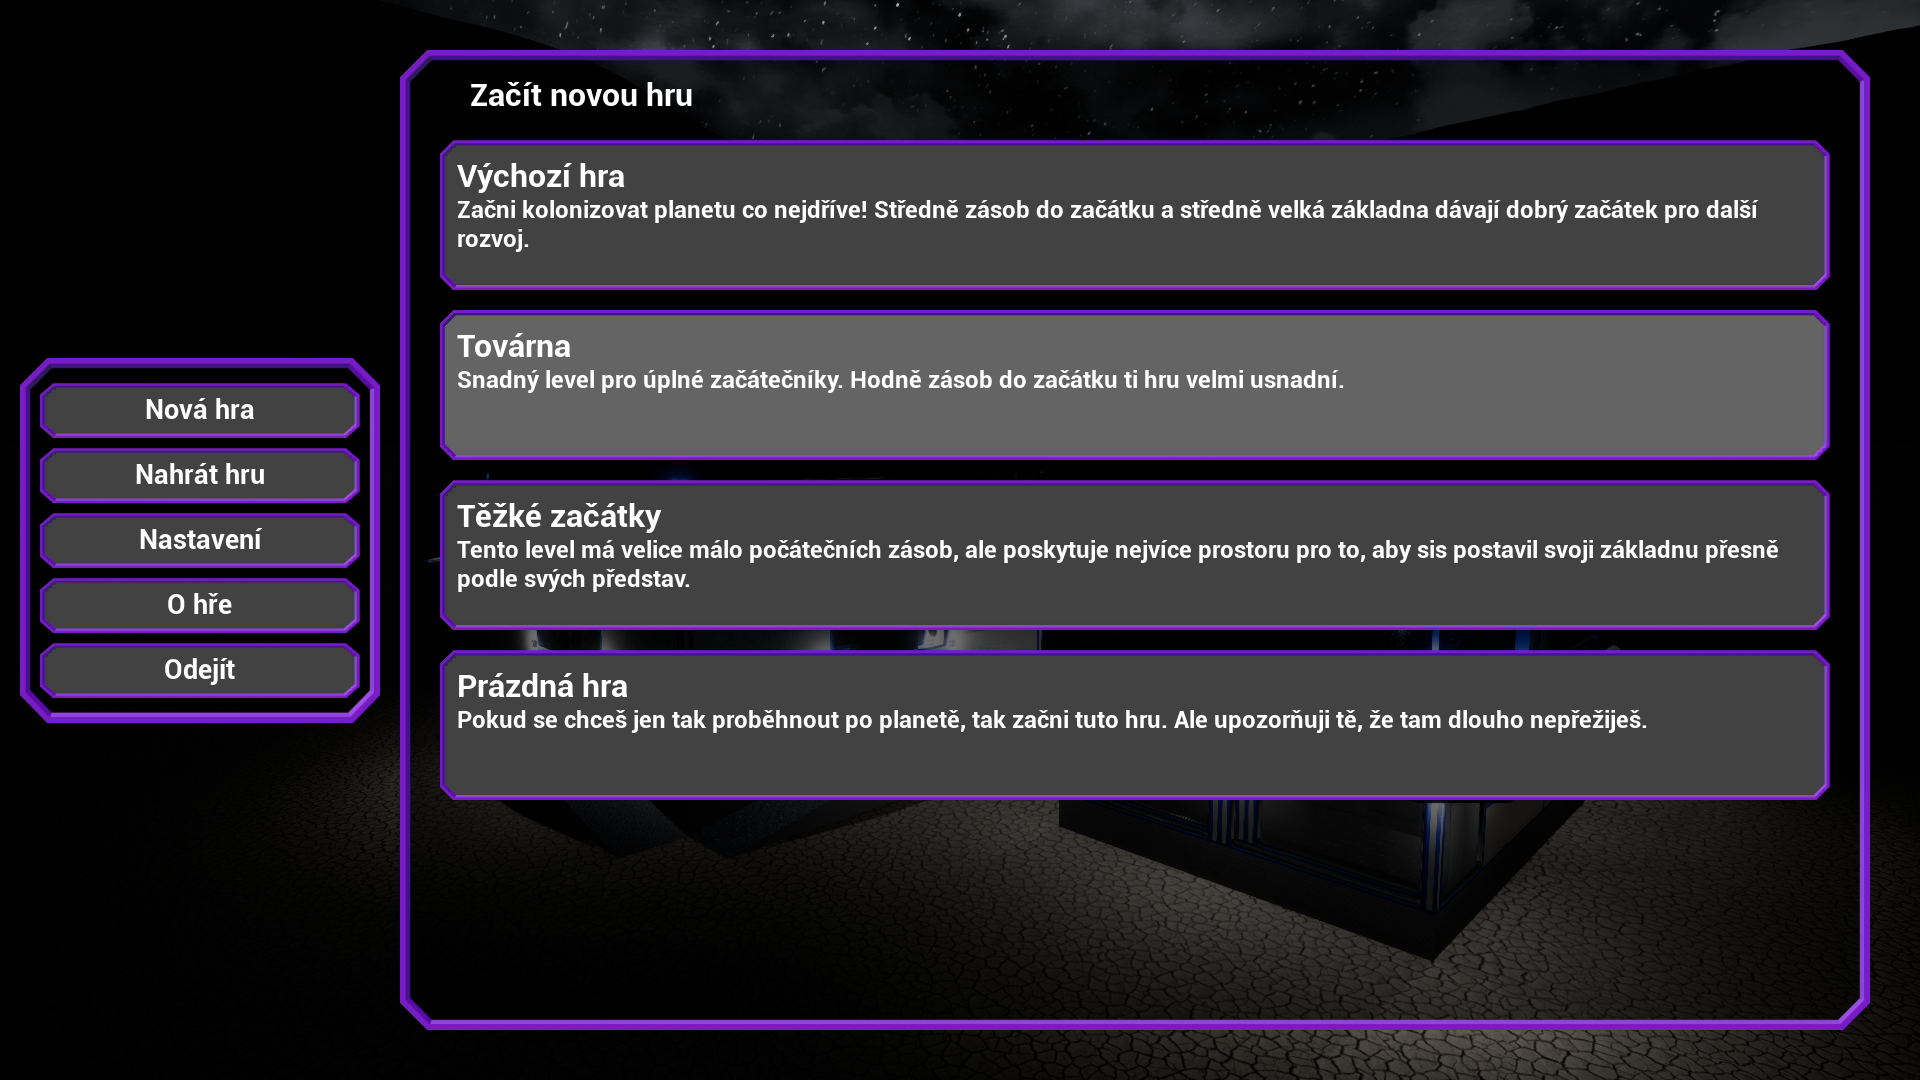 Začít novou hru
Výchozí hra
Začni kolonizovat planetu co nejdříve! Středně zásob do začátku a středně velká základna dávají dobrý začátek pro další
rozvoj.
Továrna
Snadný level pro úplné začátečníky. Hodně zásob do začátku ti hru velmi usnadní.
Těžké začátky
Tento level má velice málo počátečních zásob, ale poskytuje nejvíce prostoru pro to, aby sis postavil svoji základnu přesně
podle svých představ.
Prázdná hra
Pokud se chceš jen tak proběhnout po planetě, tak začni tuto hru. Ale upozorňuji tě, že tam dlouho nepřežiješ.
Nová hra
Nahrát hru
Nastavení
O hře
Odejít